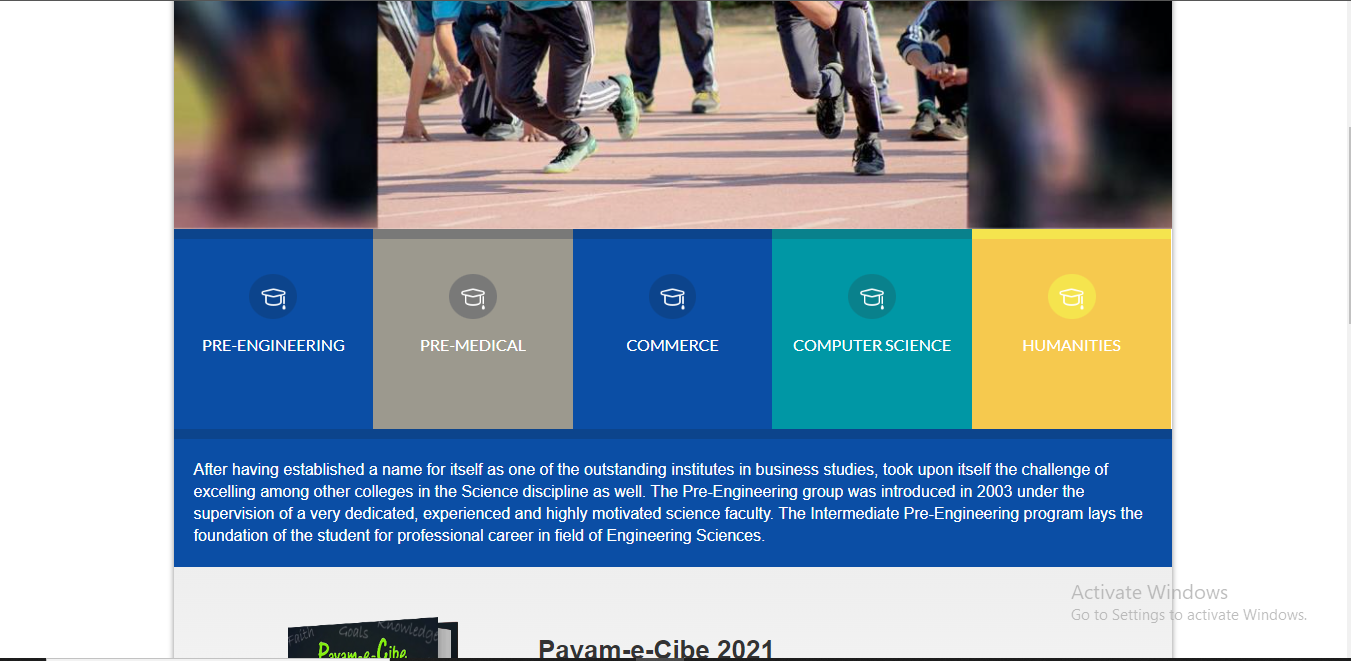 PRE-ENGINEERING
PRE-MEDICAL
COMMERCE
COMPUTER SCIENCE
HUMANITIES
After having established a name for itself as one of the outstanding institutes in business studies, took upon itself the challenge of
excelling among other colleges in the Science discipline as well. The Pre-Engineering group was introduced in 2003 under the
supervision of a very dedicated, experienced and highly motivated science faculty. The Intermediate Pre-Engineering program lays the
foundation of the student for professional career in field of Engineering Sciences.
Activate Windows
Go to Settings to activate Windows.
Faith Goals Knowledge
Payam-e-Cibe
Payam-e-Cibe 2021